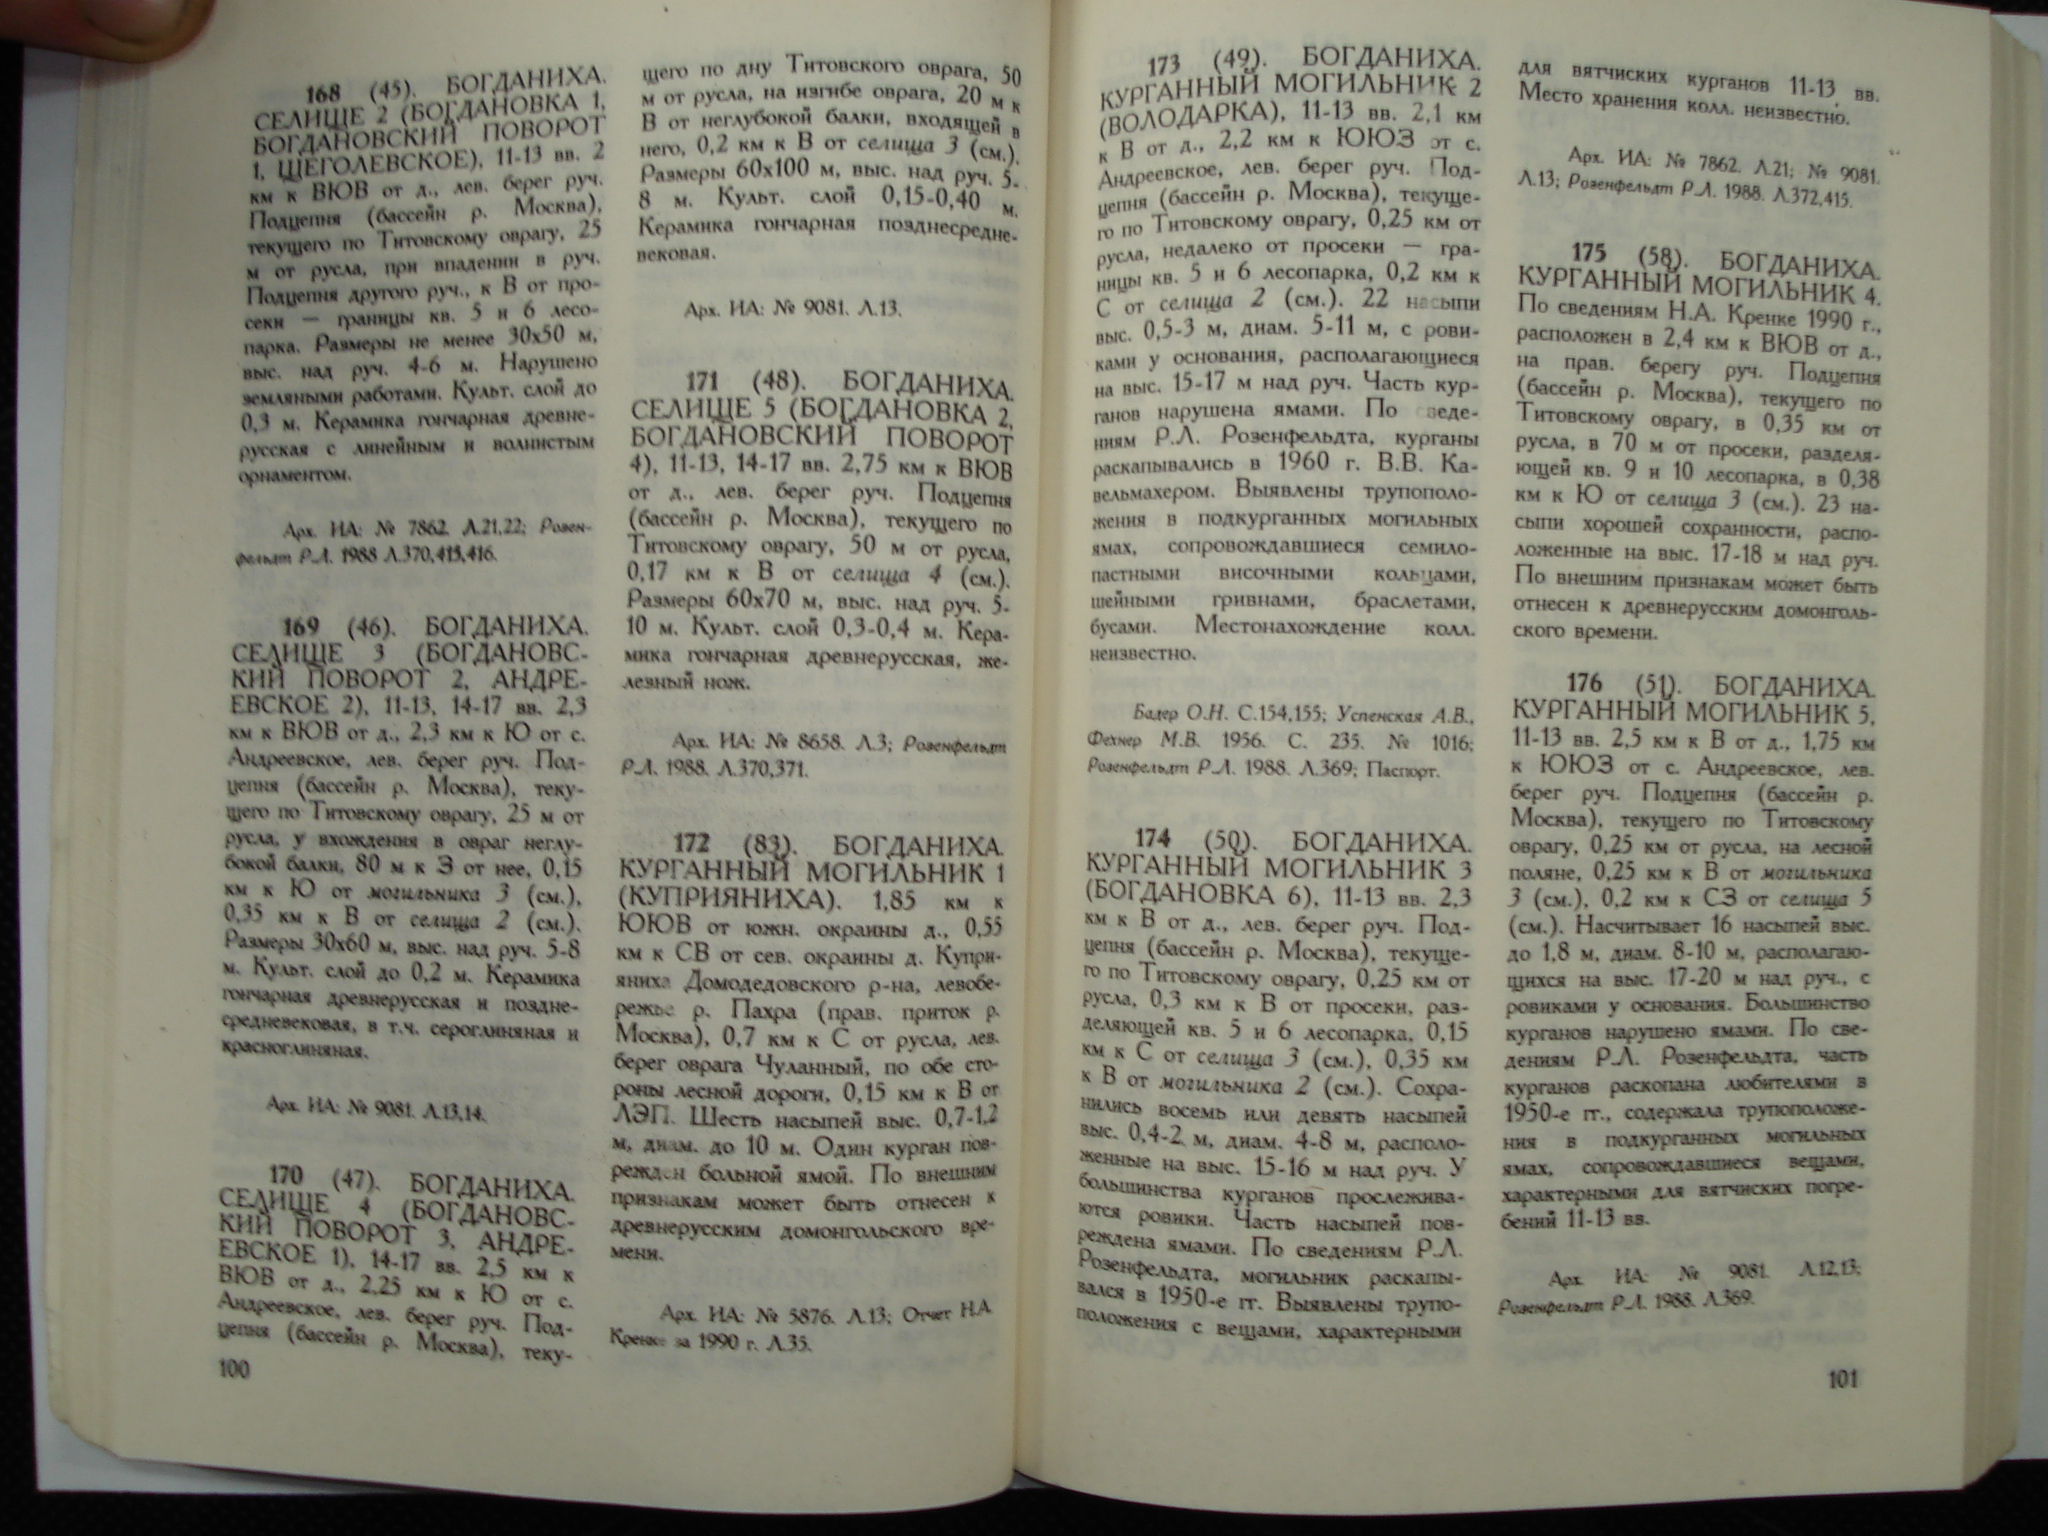 168 (45). БОГДАНИХА.
СЕЛИЩЕ 2 (БОГДАНОВКА 1,
БОГДАНОВСКИЙ ПОВОРОТ
1, ЩЕГОЛЕВСКОЕ), 11-13 вв. 2
км к ВЮВ от д., лев. берег руч.
Подцепня (бассейн р. Москва),
текущего по Титовскому оврагу, 25
м от русла, при впадении в руч.
Подцепня другого руч., к В от про-
секи — границы кв. 5 и 6 лесо-
парка. Размеры не менее 30х50 м,
выс. над руч. 4-6 м. Нарушено
земляными работами. Культ. слой до
0,3 м. Керамика гончарная древне-
русская с линейным и волнистым
орнаментом.
Арх. ИА: № 7862. Л.21,22; Розен-
фельдт Р.Л. 1988 Л.370,415,416.
169 (46). БОГДАНИХА.
СЕЛИЩЕ 3 (БОГДАНОВС-
КИЙ ПОВОРОТ 2, АНДРЕ-
ЕВСКОЕ 2), 11-13, 14-17 вв. 2,3
км к ВЮВ от д., 2,3 км к Ю от с.
Андреевское, лев. берег руч. Под-
цепня (бассейн р. Москва), теку-
щего по Титовскому оврагу, 25 м от
русла, у вхождения в овраг неглу-
бокой балки, 80 м к З от нее, 0,15
км к Ю от могильника 3 (см.),
0,35 км к В от селища 2 (см.).
Размеры 30х60 м, выс. над руч. 5-8
м. Культ. слой до 0,2 м. Керамика
гончарная древнерусская и поздне-
средневековая, в т.ч. сероглиняная и
красноглиняная.
Арх. ИА: № 9081. Л.13,14.
170 (47). БОГДАНИХА.
СЕЛИЩЕ 4 (БОГДАНОВС-
КИЙ ПОВОРОТ 3, АНДРЕ-
ЕВСКОЕ 1), 14-17 вв. 2,5 км к
ВЮВ от д., 2,25 км к Ю от с.
Андреевское, лев. берег руч. Под-
цепня (бассейн р. Москва), теку-
100
щего по дну Титовского оврага, 50
м от русла, на изгибе оврага, 20 м к
В от неглубокой балки, входящей в
него, 0,2 км к В от селища 3 (см.).
Размеры 60х100 м, выс. над руч. 5-
8 м. Культ. слой 0,15-0,40 м.
Керамика гончарная позднесредне-
вековая.
Арх. ИА: № 9081. Л.13.
171 (48). БОГДАНИХА.
СЕЛИЩЕ 5 (БОГДАНОВКА 2,
БОГДАНОВСКИЙ ПОВОРОТ
4), 11-13, 14-17 вв. 2,75 км к ВЮВ
от д., лев. берег руч. Подцепня
(бассейн р. Москва), текущего по
Титовскому оврагу, 50 м от русла,
0,17 км к В от селища 4 (см.).
Размеры 60х70 м, выс. над руч. 5-
10 м. Культ. слой 0,3-0,4 м. Кера-
мика гончарная древнерусская, же-
лезный нож.
Арх. ИА: № 8658. Л.3; Розенфельдт
Р.Л. 1988. Л.370,371.
172 (83). БОГДАНИХА.
КУРГАННЫЙ МОГИЛЬНИК 1
(КУПРИЯНИХА). 1,85 км к
ЮЮВ от южн. окраины д., 0,55
км к СВ от сев. окраины д. Купри-
яниха Домодедовского р-на, левобе-
режье р. Пахра (прав. приток р.
Москва), 0,7 км к С от русла, лев.
берег оврага Чуланный, по обе сто-
роны лесной дороги, 0,15 км к В от
ЛЭП. Шесть насыпей выс. 0,7-1,2
м, диам. до 10 м. Один курган пов-
режден больной ямой. По внешним
признакам может быть отнесен к
древнерусским домонгольского вре-
мени.
Арх. ИА: № 5876. Л.13; Отчет Н.А.
Кренке за 1990 г. Л.35.
173 (49). БОГДАНИХА.
КУРГАННЫЙ МОГИЛЬНИК 2
(ВОЛОДАРКА), 11-13 вв. 2,1 км
к В от д., 2,2 км к ЮЮЗ от с.
Андреевское, лев. берег руч. Под-
цепня (бассейн р. Москва), текуще-
го по Титовскому оврагу, 0,25 км от
русла, недалеко от просеки — гра-
ницы кв. 5 и 6 лесопарка, 0,2 км к
С от селища 2 (см.). 22 насыпи
выс. 0,5-3 м, диам. 5-11 м, с рови-
ками у основания, располагающиеся
на выс. 15-17 м над руч. Часть кур-
ганов нарушена ямами. По сведе-
ниям Р.Л. Розенфельдта, курганы
раскапывались в 1960 г. В.В. Ка-
вельмахером. Выявлены трупополо-
жения в подкурганных могильных
ямах, сопровождавшиеся семило-
пастными височными кольцами,
шейными гривнами, браслетами,
бусами. Местонахождение колл.
неизвестно.
Бадер О.Н. С.154,155; Успенская А.В.,
Фехнер М.В. 1956. С. 235. № 1016;
Розенфельдт Р.Л. 1988. Л.369; Паспорт.
174 (50). БОГДАНИХА.
КУРГАННЫЙ МОГИЛЬНИК 3
(БОГДАНОВКА 6), 11-13 вв. 2,3
км к В от д., лев. берег руч. Под-
цепня (бассейн р. Москва), текуще-
го по Титовскому оврагу, 0,25 км от
русла, 0,3 км к В от просеки, раз-
деляющей кв. 5 и 6 лесопарка, 0,15
км к С от селища 3 (см.), 0,35 км
к В от могильника 2 (см.). Сохра-
нились восемь или девять насыпей
выс. 0,4-2 м, диам. 4-8 м, располо-
женные на выс. 15-16 м над руч. У
большинства курганов прослежива-
ются ровики. Часть насыпей пов-
реждена ямами. По сведениям Р.Л.
Розенфельдта, могильник раскапы-
вался в 1950-е гг. Выявлены трупо-
положения с вещами, характерными
для вятчиских курганов 11-13 вв.
Место хранения колл. неизвестно.
Арх. ИА: № 7862. Л.21; № 9081.
Л.13; Розенфельдт Р.Л. 1988. Л.372,415.
175 (58). БОГДАНИХА.
КУРГАННЫЙ МОГИЛЬНИК 4.
По сведениям Н.А. Кренке 1990 г.,
расположен в 2,4 км к ВЮВ от д.,
на прав. берегу руч. Подцепня
(бассейн р. Москва), текущего по
Титовскому оврагу, в 0,35 км от
русла, в 70 м от просеки, разделя-
ющей кв. 9 и 10 лесопарка, в 0,38
км к Ю от селища 3 (см.). 23 на-
сыпи хорошей сохранности, распо-
ложенные на выс. 17-18 м над руч.
По внешним признакам может быть
отнесен к древнерусским домонголь-
ского времени.
176 (51). БОГДАНИХА.
КУРГАННЫЙ МОГИЛЬНИК 5,
11-13 вв. 2,5 км к В от д., 1,75 км
к ЮЮЗ от с. Андреевское, лев.
берег руч. Подцепня (бассейн р.
Москва), текущего по Титовскому
оврагу, 0,25 км от русла, на лесной
поляне, 0,25 км к В от могильника
3 (см.), 0,2 км к СЗ от селища 5
(см.). Насчитывает 16 насыпей выс.
до 1,8 м, диам. 8-10 м, располагаю-
щихся на выс. 17-20 м над руч., с
ровиками у основания. Большинство
курганов нарушено ямами. По све-
дениям Р.Л. Розенфельдта, часть
курганов раскопана любителями в
1950-е гг., содержала трупоположе-
ния в подкурганных могильных
ямах, сопровождавшиеся вещами,
характерными для вятчиских погре-
бений 11-13 вв.
Арх. ИА: № 9081. Л.12,13;
Розенфельдт Р.Л. 1988. Л.369.
101